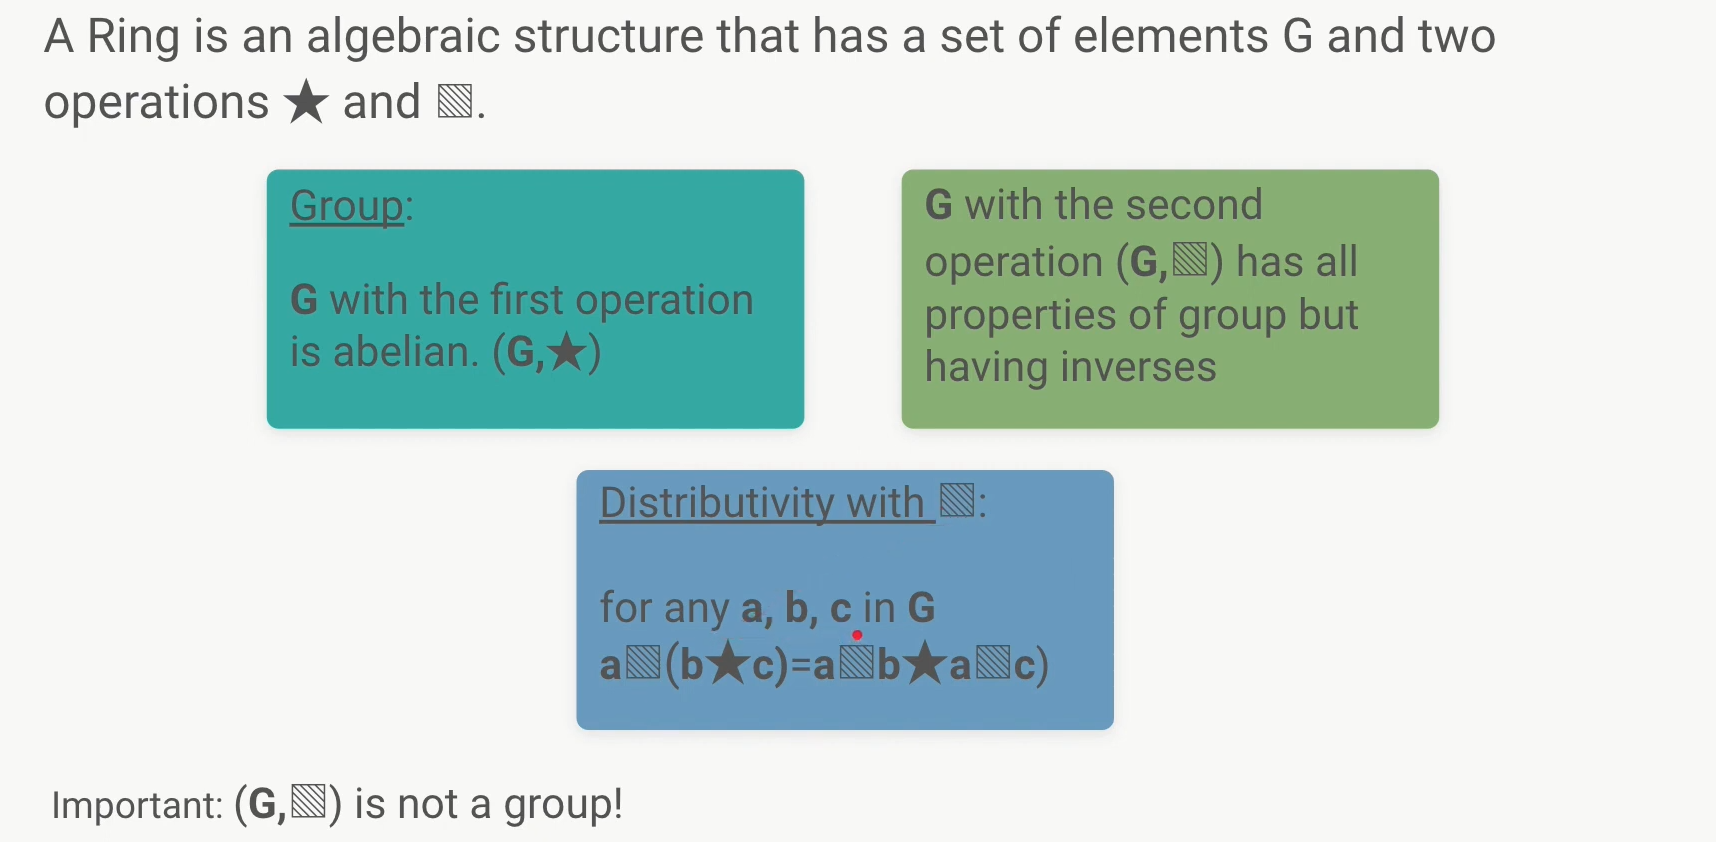 A Ring is an algebraic structure that has a set of elements G and two
operations ★ and ▧.
Group:
G with the first operation
is abelian. (G,★)
G with the second
operation (G,▧) has all
properties of group but
having inverses
Distributivity with ▧:
for any a, b, c in G
a▧(b★c)=a▧b★a▧c)
Important: (G,▧) is not a group!